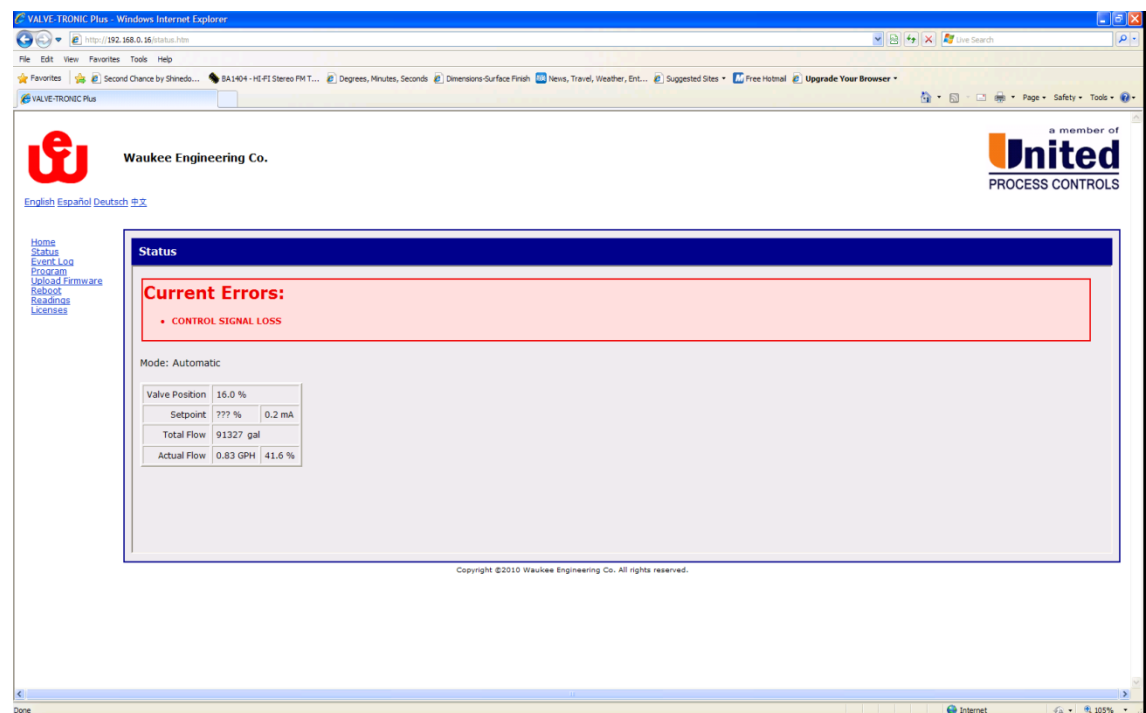 VALVE-TRONIC Plus - Windows Internet Explorer
http://192.168.0.16/status.htm
Live Search
File Edit View Favorites Tools Help
Favorites Second Chance by Shinedo... BA1404 - HI-FI Stereo FM T... Degrees, Minutes, Seconds Dimensions-Surface Finish News, Travel, Weather, Ent... Suggested Sites Free Hotmail Upgrade Your Browser
VALVE-TRONIC Plus
Page Safety Tools
a member of
United
PROCESS CONTROLS
Waukee Engineering Co.
English Español Deutsch 中文
Home
Status
Event Log
Program
Upload Firmware
Reboot
Readings
Licenses
Status
Current Errors:
• CONTROL SIGNAL LOSS
Mode: Automatic
Valve Position 16.0 %
Setpoint ??? % 0.2 mA
Total Flow 91327 gal
Actual Flow 0.83 GPH 41.6 %
Copyright ©2010 Waukee Engineering Co. All rights reserved.
Done
Internet
105%